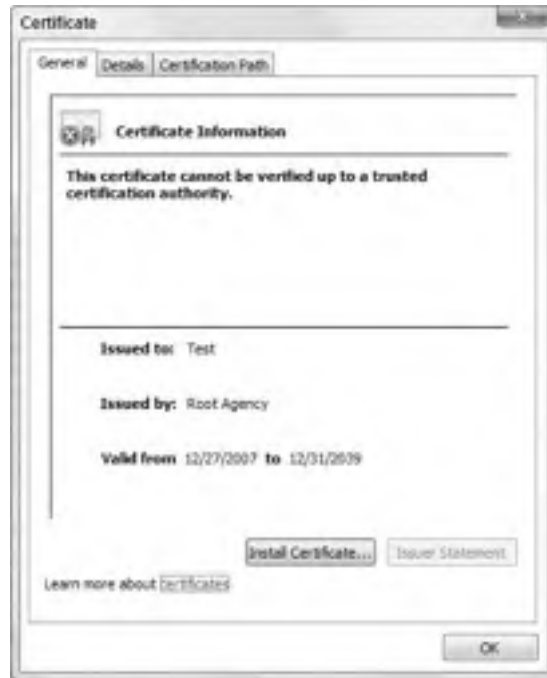 Certificate
General Details Certification Path
Certificate Information
This certificate cannot be verified up to a trusted
certification authority.
Issued to: Test
Issued by: Root Agency
Valid from 12/27/2007 to 12/31/2039
Install Certificate... Issuer Statement
Learn more about certificates
OK